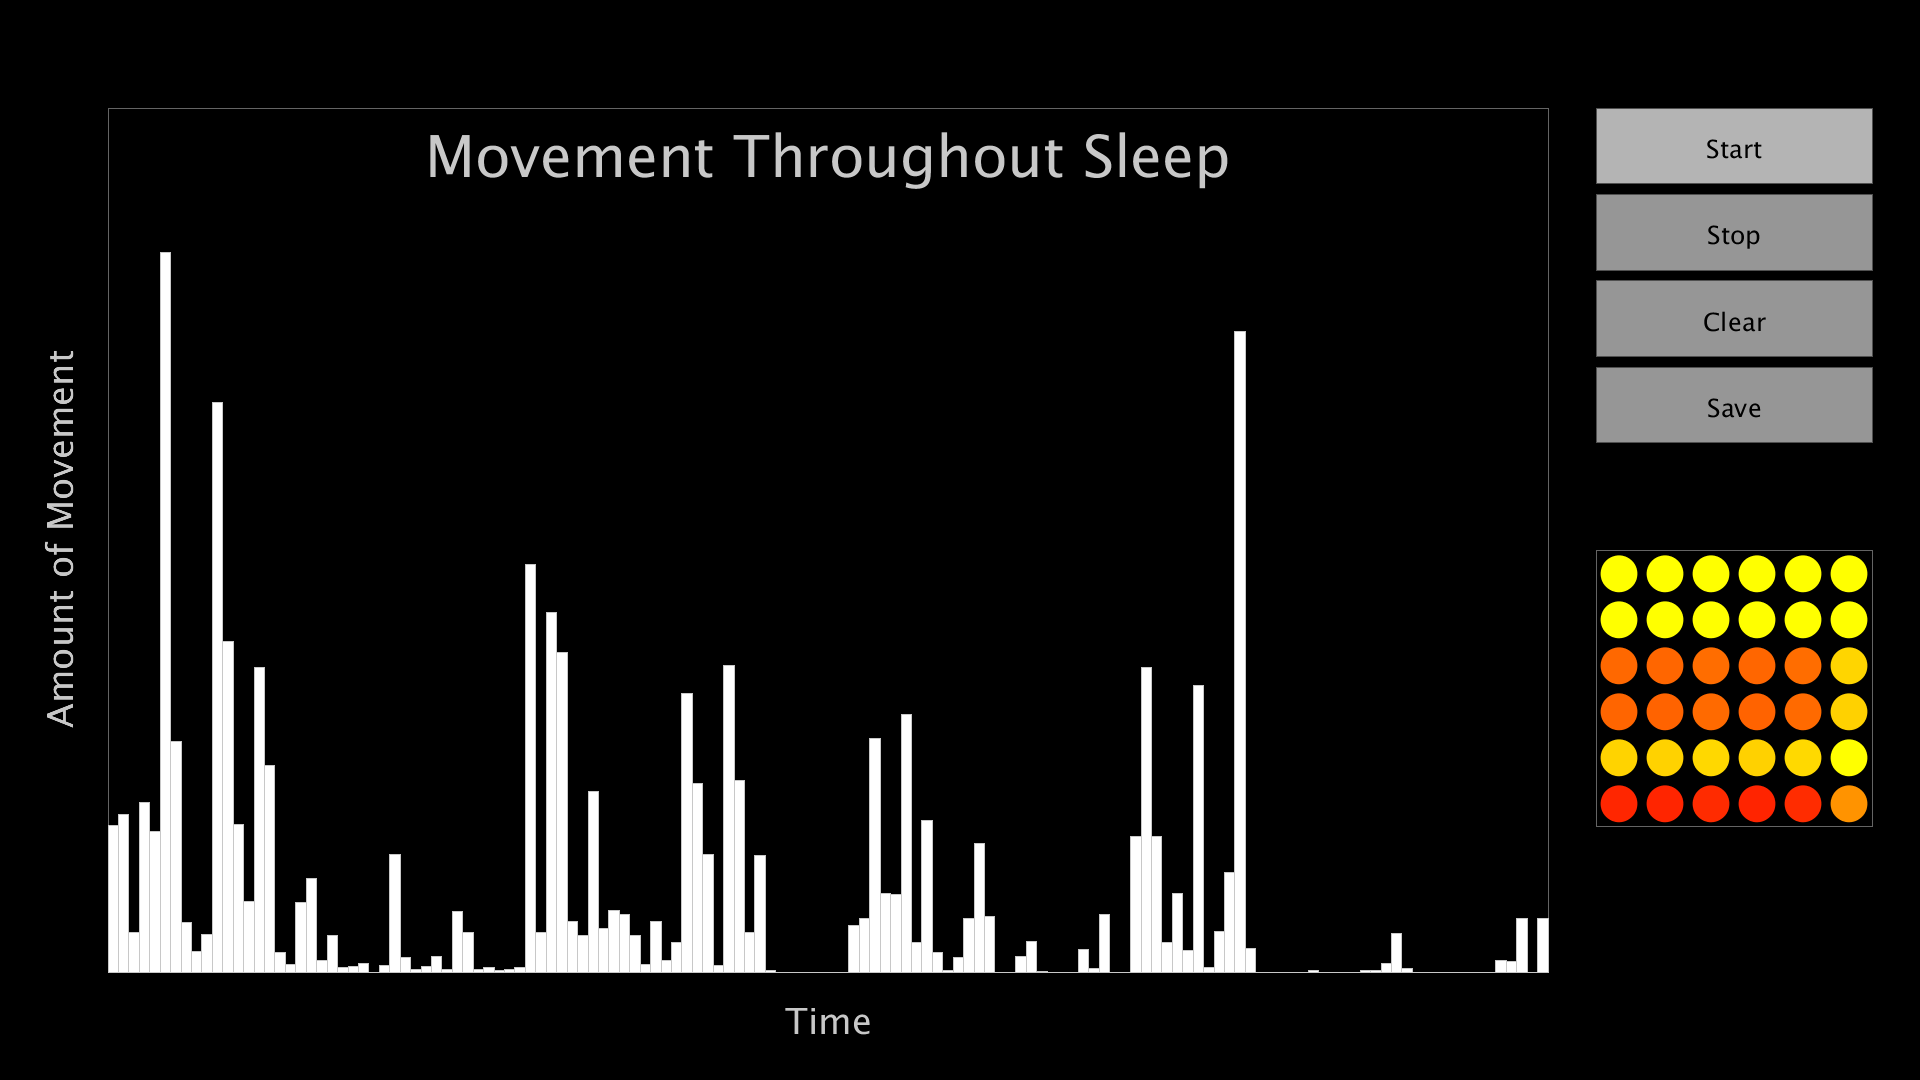 Movement Throughout Sleep
Amount of Movement
Time
Start
Stop
Clear
Save